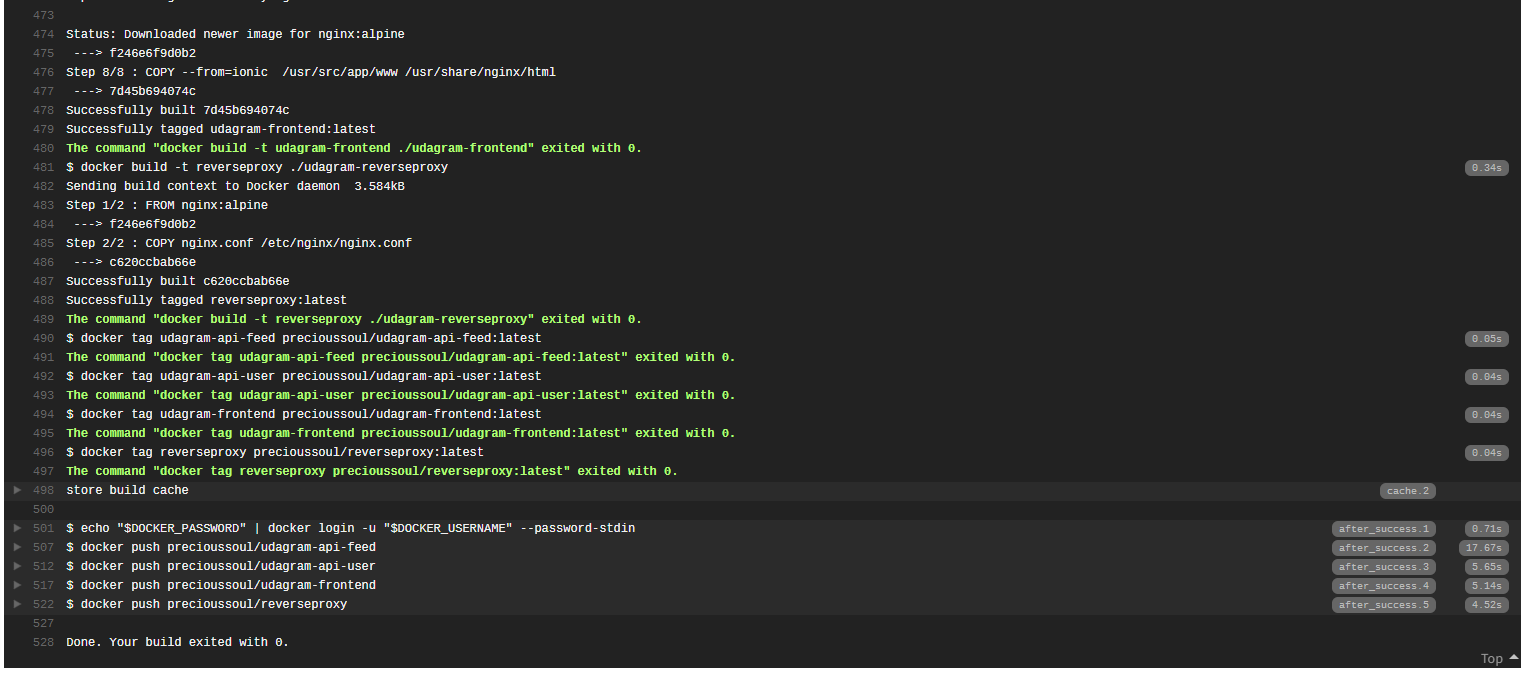 473
474 Status: Downloaded newer image for nginx:alpine
475 ---> f246e6f9d0b2
476 Step 8/8 : COPY --from=ionic  /usr/src/app/www /usr/share/nginx/html
477 ---> 7d45b694074c
478 Successfully built 7d45b694074c
479 Successfully tagged udagram-frontend:latest
480 The command "docker build -t udagram-frontend ./udagram-frontend" exited with 0.
481 $ docker build -t reverseproxy ./udagram-reverseproxy 0.34s
482 Sending build context to Docker daemon  3.584kB
483 Step 1/2 : FROM nginx:alpine
484 ---> f246e6f9d0b2
485 Step 2/2 : COPY nginx.conf /etc/nginx/nginx.conf
486 ---> c620ccbab66e
487 Successfully built c620ccbab66e
488 Successfully tagged reverseproxy:latest
489 The command "docker build -t reverseproxy ./udagram-reverseproxy" exited with 0.
490 $ docker tag udagram-api-feed precioussoul/udagram-api-feed:latest 0.05s
491 The command "docker tag udagram-api-feed precioussoul/udagram-api-feed:latest" exited with 0.
492 $ docker tag udagram-api-user precioussoul/udagram-api-user:latest 0.04s
493 The command "docker tag udagram-api-user precioussoul/udagram-api-user:latest" exited with 0.
494 $ docker tag udagram-frontend precioussoul/udagram-frontend:latest 0.04s
495 The command "docker tag udagram-frontend precioussoul/udagram-frontend:latest" exited with 0.
496 $ docker tag reverseproxy precioussoul/reverseproxy:latest 0.04s
497 The command "docker tag reverseproxy precioussoul/reverseproxy:latest" exited with 0.
498 store build cache cache.2
500
501 $ echo "$DOCKER_PASSWORD" | docker login -u "$DOCKER_USERNAME" --password-stdin after_success.1 0.71s
507 $ docker push precioussoul/udagram-api-feed after_success.2 17.67s
512 $ docker push precioussoul/udagram-api-user after_success.3 5.65s
517 $ docker push precioussoul/udagram-frontend after_success.4 5.14s
522 $ docker push precioussoul/reverseproxy after_success.5 4.52s
527
528 Done. Your build exited with 0.
Top